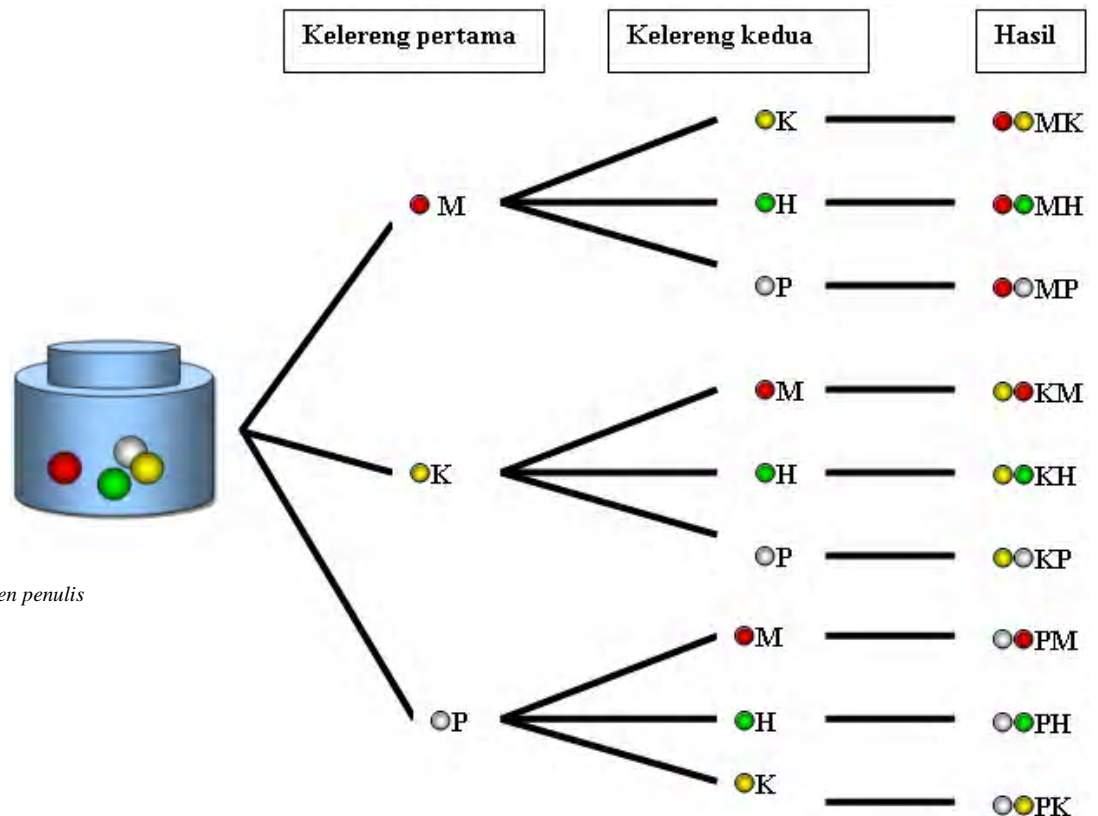 Kelereng pertama
Kelereng kedua
Hasil
K
MK
M
H
MH
P
MP
M
KM
K
H
KH
P
KP
en penulis
M
PM
P
H
PH
K
PK